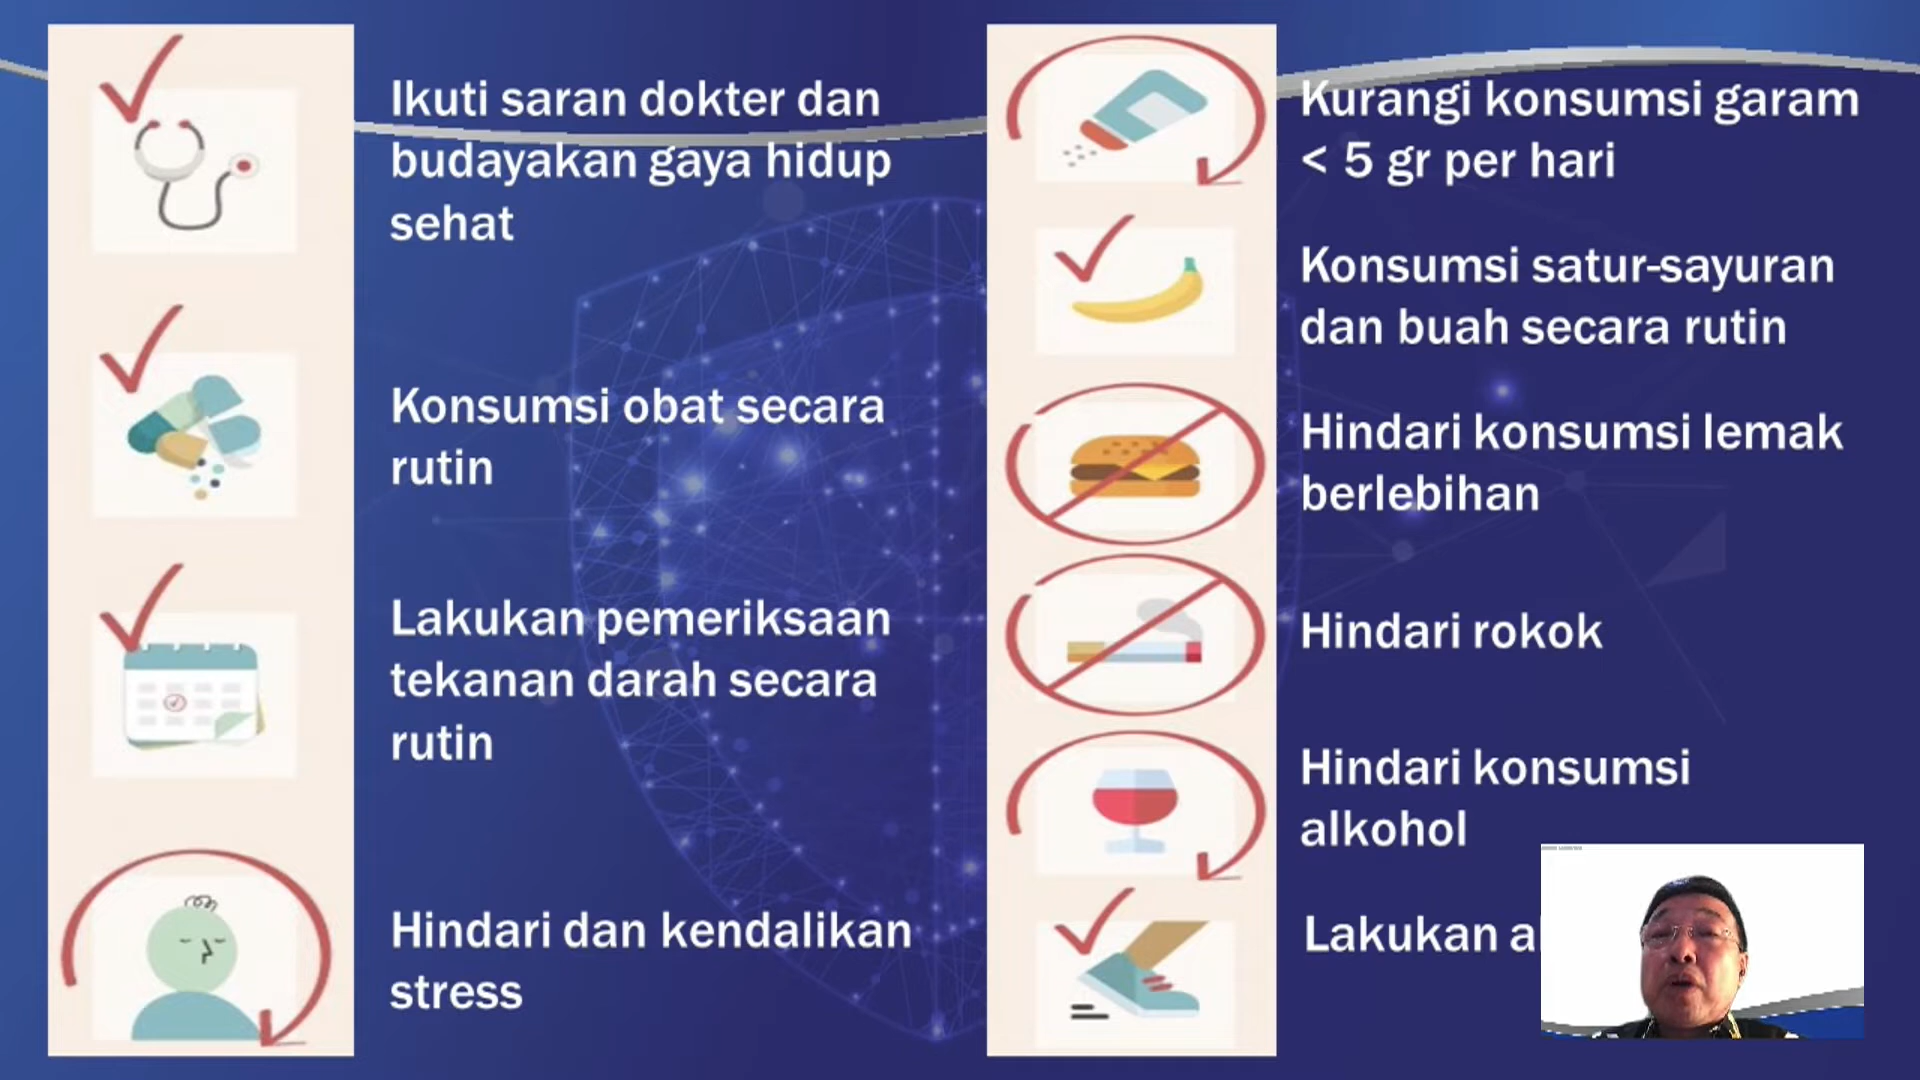 Ikuti saran dokter dan
budayakan gaya hidup
sehat
Konsumsi obat secara
rutin
Lakukan pemeriksaan
tekanan darah secara
rutin
Hindari dan kendalikan
stress
Kurangi konsumsi garam
< 5 gr per hari
Konsumsi satur-sayuran
dan buah secara rutin
Hindari konsumsi lemak
berlebihan
Hindari rokok
Hindari konsumsi
alkohol
Lakukan